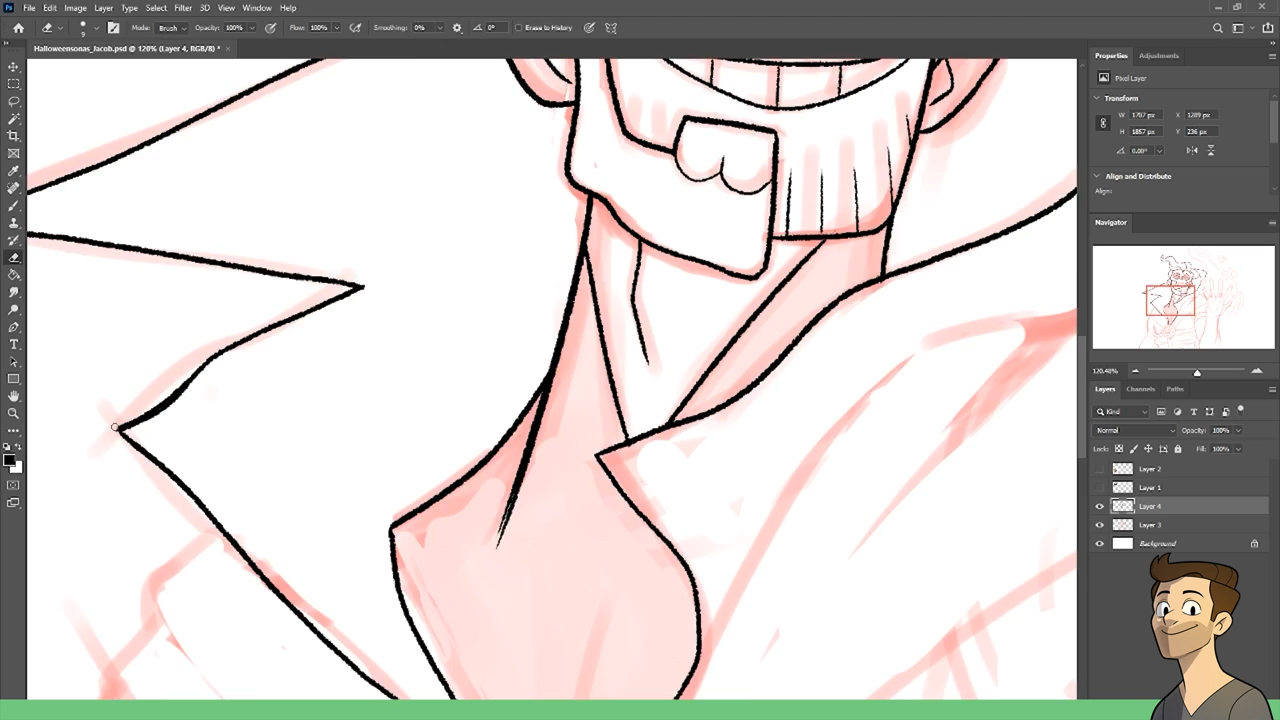 File Edit Image Layer Type Select Filter 3D View Window Help
Mode: Brush Opacity: 100% Flow: 100% Smoothing: 0% 0° Erase to History
9
Halloweensonas_Jacob.psd @ 120% (Layer 4, RGB/8) *
Properties Adjustments
Pixel Layer
Transform
W 1707 px X 1289 px
H 1857 px Y 236 px
0.00°
Align and Distribute
Align:
Navigator
120.48%
Layers Channels Paths
Kind
Normal Opacity: 100%
Lock: Fill: 100%
Layer 2
Layer 1
Layer 4
Layer 3
Background